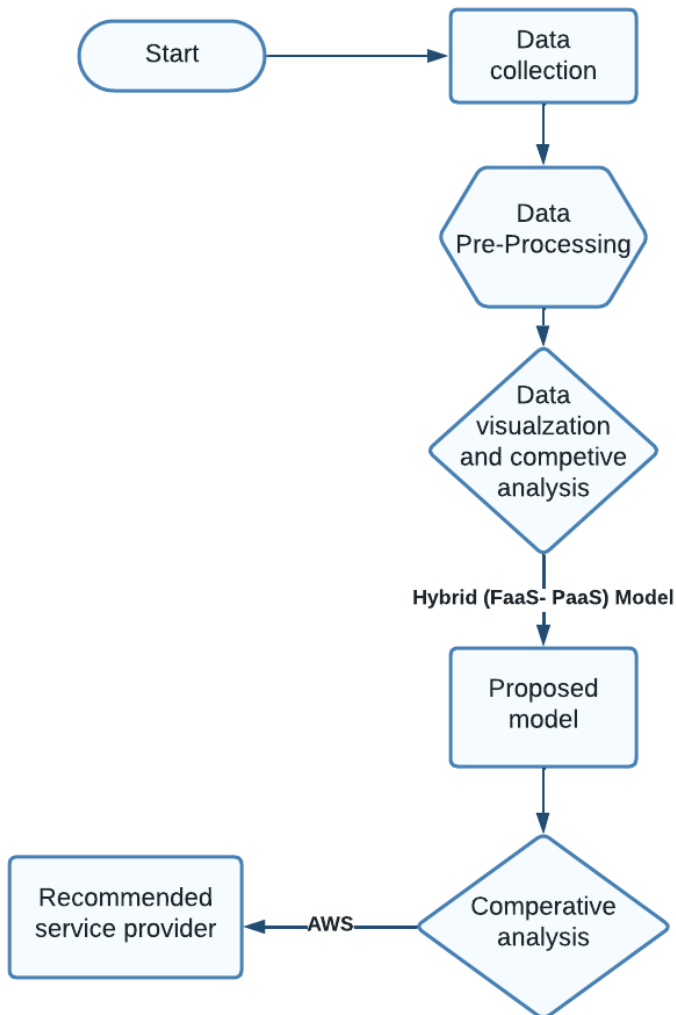 Start
Data
collection
Data
Pre-Processing
Data
visualzation
and competive
analysis
Hybrid (FaaS- PaaS) Model
Proposed
model
Comperative
analysis
AWS
Recommended
service provider